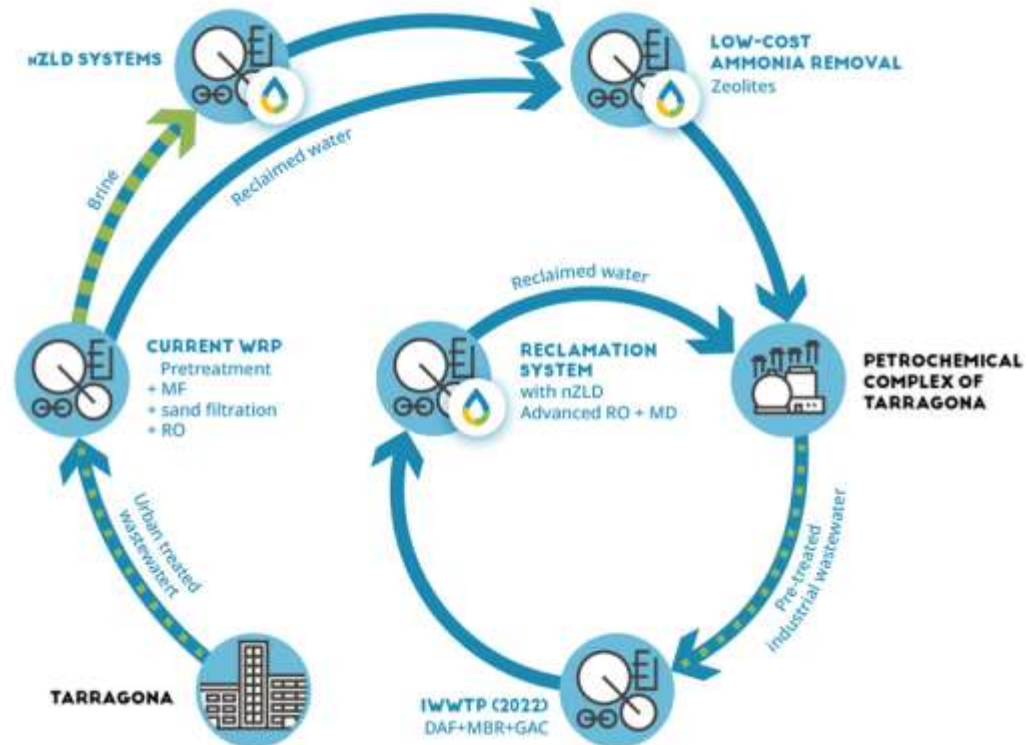 nZLD SYSTEMS
LOW-COST
AMMONIA REMOVAL
Zeolites
Brine
Reclaimed water
Reclaimed water
CURRENT WRP
Pretreatment
+ MF
+ sand filtration
+ RO
RECLAMATION
SYSTEM
with nZLD
Advanced RO + MD
PETROCHEMICAL
COMPLEX OF
TARRAGONA
Urban treated
wastewatert
Pre-treated
industrial wastewater
TARRAGONA
IWWTP (2022)
DAF+MBR+GAC